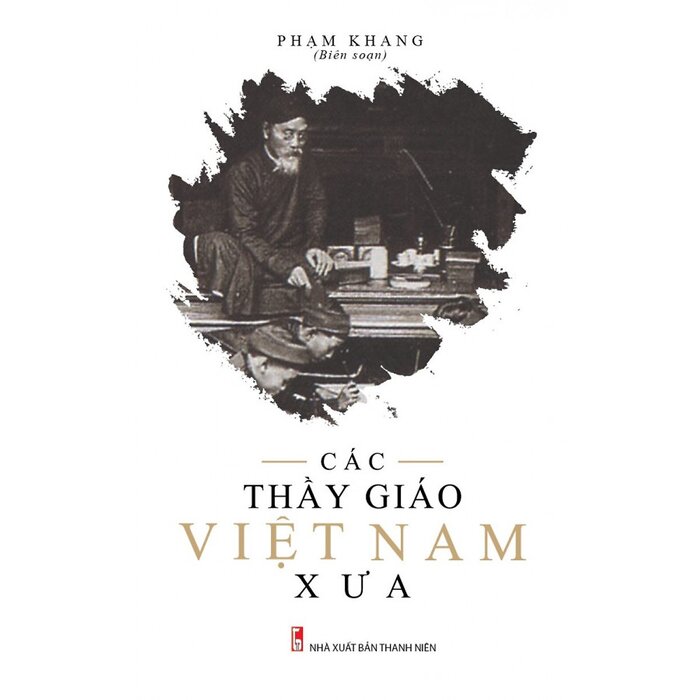 PHẠM KHANG
(Biên soạn)
CÁC
THẦY GIÁO
VIỆT NAM
XƯA
NHÀ XUẤT BẢN THANH NIÊN